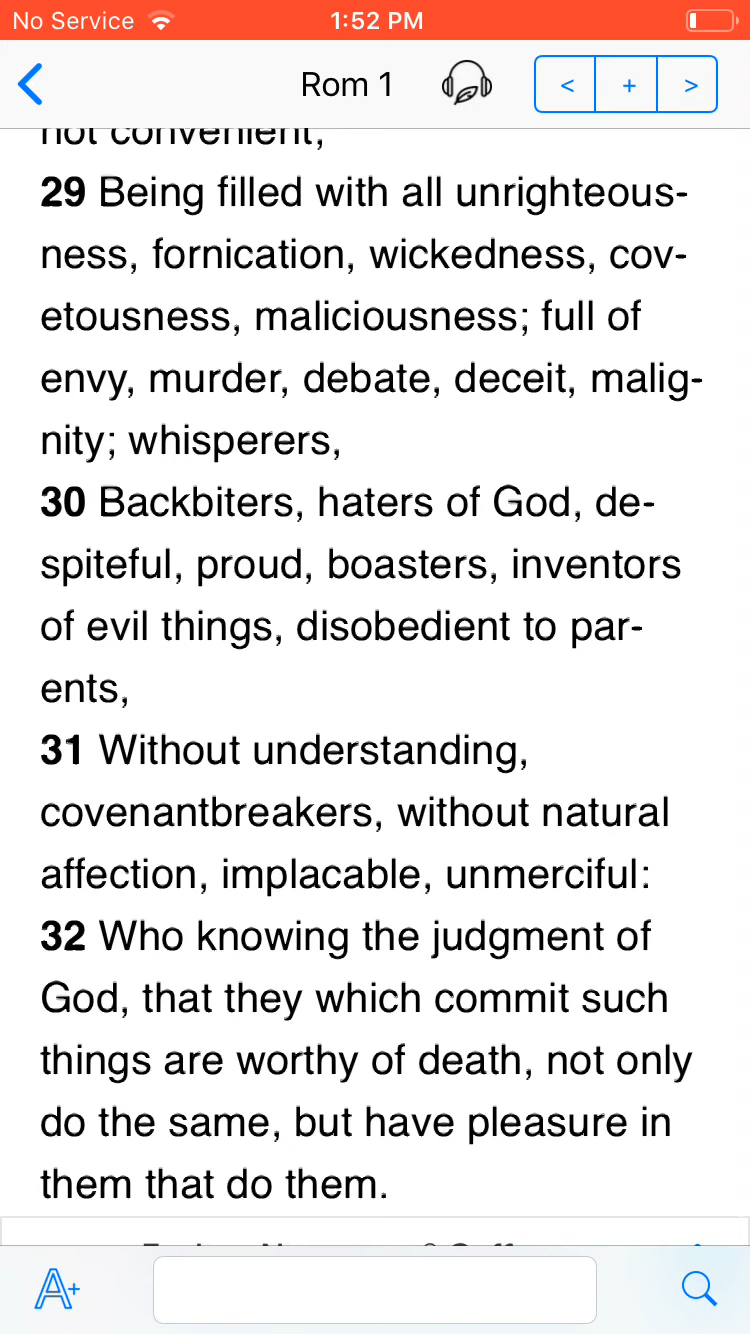 No Service 1:52 PM
Rom 1 < + >
not convenient,
29 Being filled with all unrighteous-
ness, fornication, wickedness, cov-
etousness, maliciousness; full of
envy, murder, debate, deceit, malig-
nity; whisperers,
30 Backbiters, haters of God, de-
spiteful, proud, boasters, inventors
of evil things, disobedient to par-
ents,
31 Without understanding,
covenantbreakers, without natural
affection, implacable, unmerciful:
32 Who knowing the judgment of
God, that they which commit such
things are worthy of death, not only
do the same, but have pleasure in
them that do them.
A+